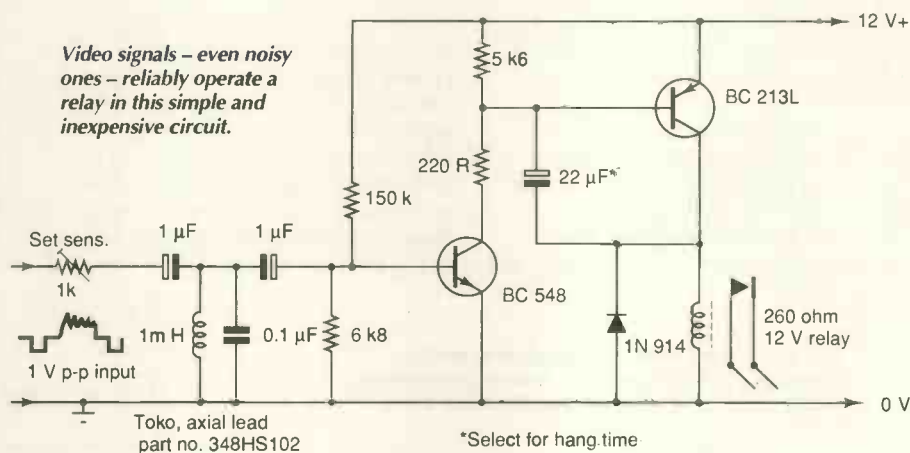 12 V+
Video signals – even noisy
ones – reliably operate a
relay in this simple and
inexpensive circuit.
5 k6
BC 213L
220 R
22 µF*
150 k
Set sens.
1 µF
1 µF
1k
BC 548
1m H
0.1 µF
6 k8
1N 914
260 ohm
12 V relay
1 V p-p input
0 V
Toko, axial lead
part no. 348HS102
*Select for hang time